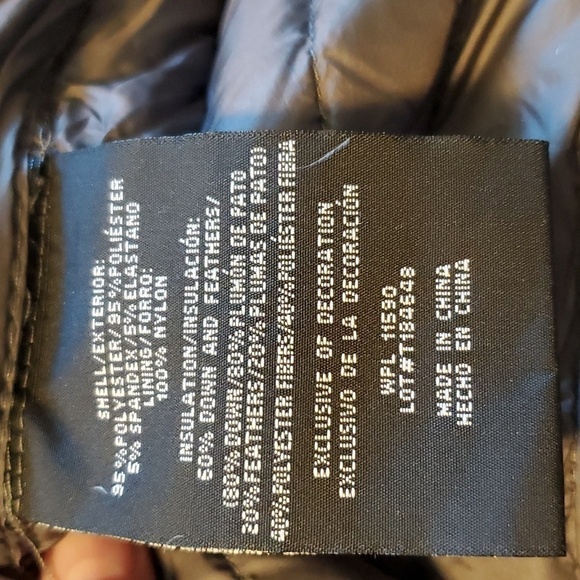 SHELL/EXTERIOR:
95%POLYESTER/95%POLIÉSTER
5% SPANDEX/5% ELASTANO
LINING/FORRO:
100% NYLON
INSULATION/INSULACIÓN:
60% DOWN AND FEATHERS/
(80% DOWN/80% PLUMÓN DE PATO
20%FEATHERS/20% PLUMAS DE PATO)
40%POLYESTER FIBERS/40%POLIÉSTER FIBRA
EXCLUSIVE OF DECORATION
EXCLUSIVO DE LA DECORACIÓN
WPL 11590
LOT#T184648
MADE IN CHINA
HECHO EN CHINA